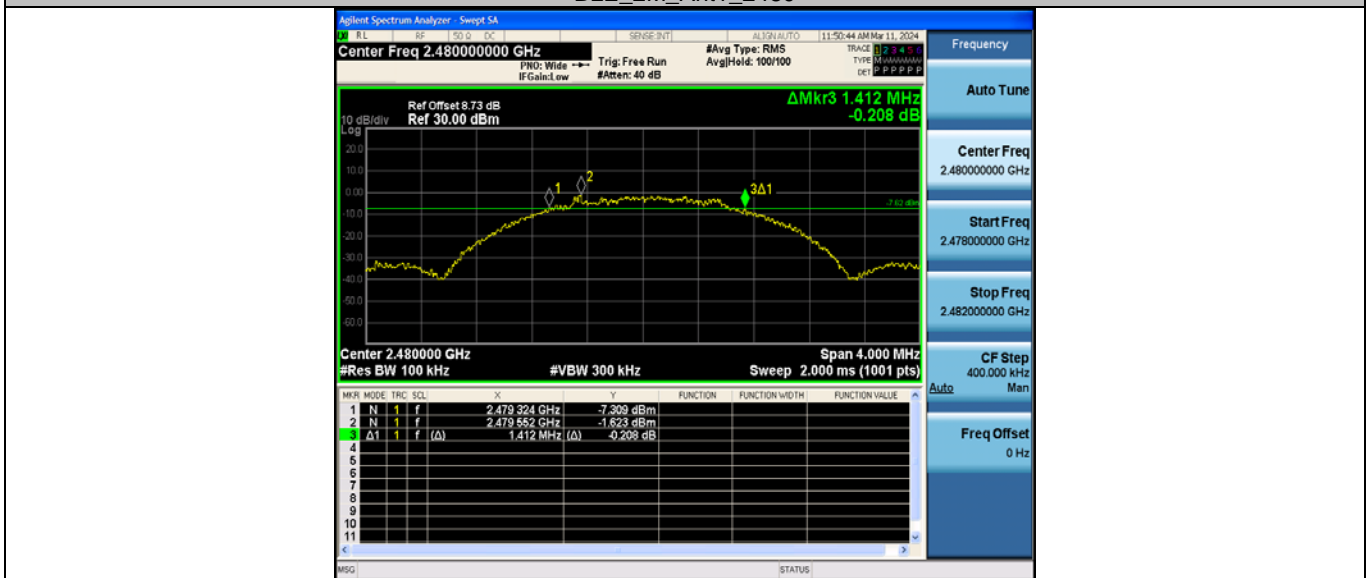 Agilent Spectrum Analyzer - Swept SA
RL RF 50 Ω DC SENSE:INT ALIGN AUTO 11:50:44 AM Mar 11, 2024
Center Freq 2.480000000 GHz
PNO: Wide
IFGain:Low
Trig: Free Run
#Atten: 40 dB
#Avg Type: RMS
Avg|Hold: 100/100
TRACE 1 2 3 4 5 6
TYPE M
DET P P P P P P
ΔMkr3 1.412 MHz
-0.208 dB
Ref Offset 8.73 dB
10 dB/div Ref 30.00 dBm
Log
20.0
10.0
0.00
-10.0
-20.0
-30.0
-40.0
-50.0
-60.0
1
2
3Δ1
-7.62 dBm
Center 2.480000 GHz Span 4.000 MHz
#Res BW 100 kHz #VBW 300 kHz Sweep 2.000 ms (1001 pts)
MKR MODE TRC SCL X Y FUNCTION FUNCTION WIDTH FUNCTION VALUE
1 N 1 f 2.479 324 GHz -7.309 dBm
2 N 1 f 2.479 552 GHz -1.623 dBm
3 Δ1 1 f (Δ) 1.412 MHz (Δ) -0.208 dB
4
5
6
7
8
9
10
11
MSG STATUS
Frequency
Auto Tune
Center Freq
2.480000000 GHz
Start Freq
2.478000000 GHz
Stop Freq
2.482000000 GHz
CF Step
400.000 kHz
Auto Man
Freq Offset
0 Hz